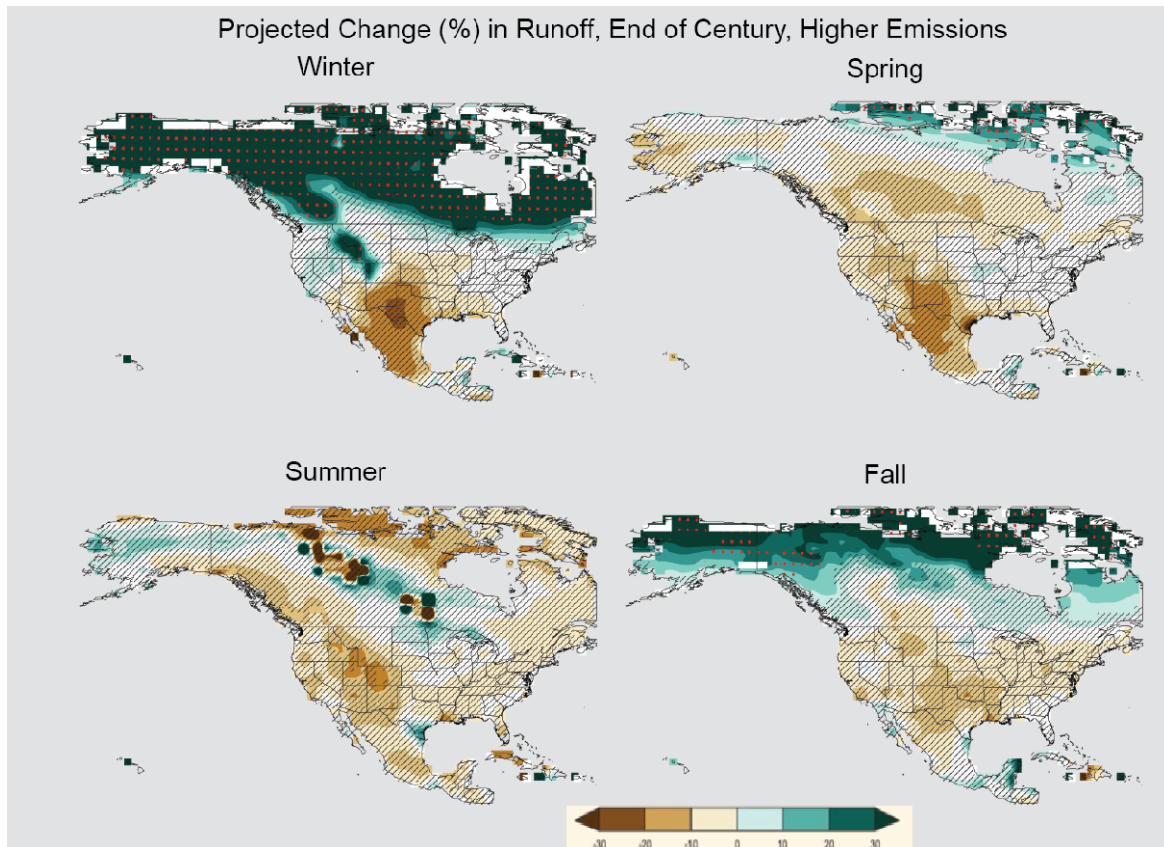 Projected Change (%) in Runoff, End of Century, Higher Emissions
Winter
Spring
Summer
Fall
-30 -20 -10 0 10 20 30